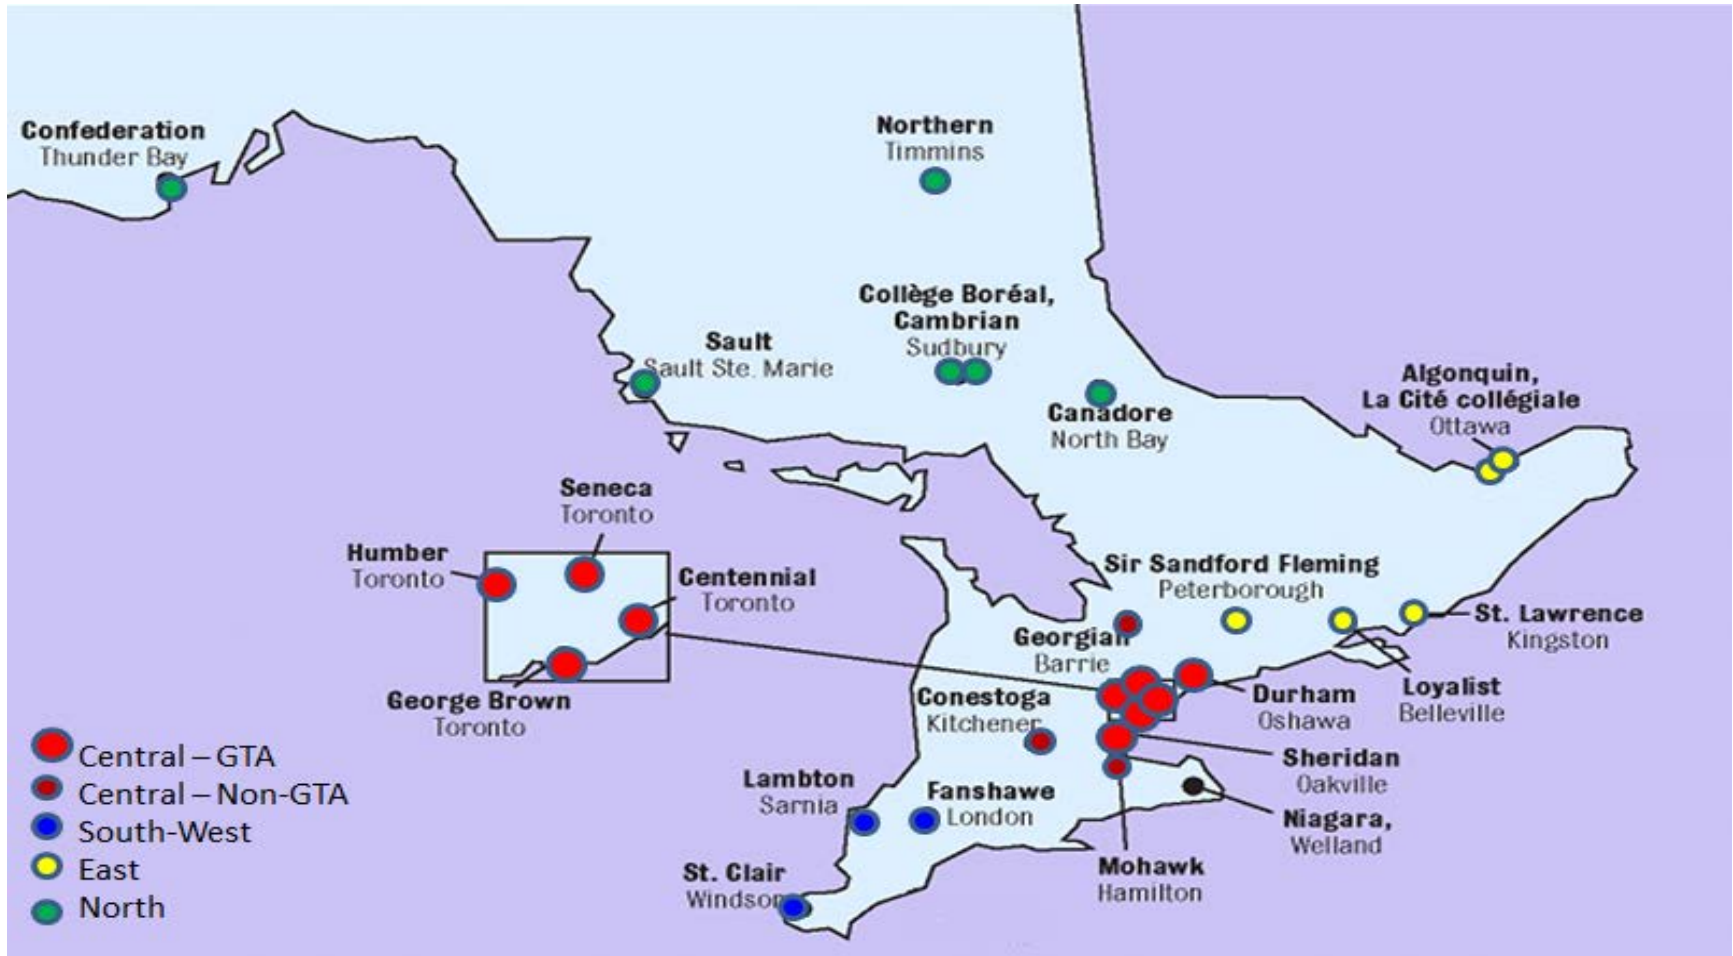 Confederation
Thunder Bay
Northern
Timmins
Collège Boréal,
Cambrian
Sudbury
Sault
Sault Ste. Marie
Canadore
North Bay
Algonquin,
La Cité collégiale
Ottawa
Seneca
Toronto
Humber
Toronto
Centennial
Toronto
George Brown
Toronto
Sir Sandford Fleming
Peterborough
St. Lawrence
Kingston
Georgian
Barrie
Loyalist
Belleville
Durham
Oshawa
Conestoga
Kitchener
Sheridan
Oakville
Lambton
Sarnia
Fanshawe
London
Niagara,
Welland
Mohawk
Hamilton
St. Clair
Windsor
Central – GTA
Central – Non-GTA
South-West
East
North